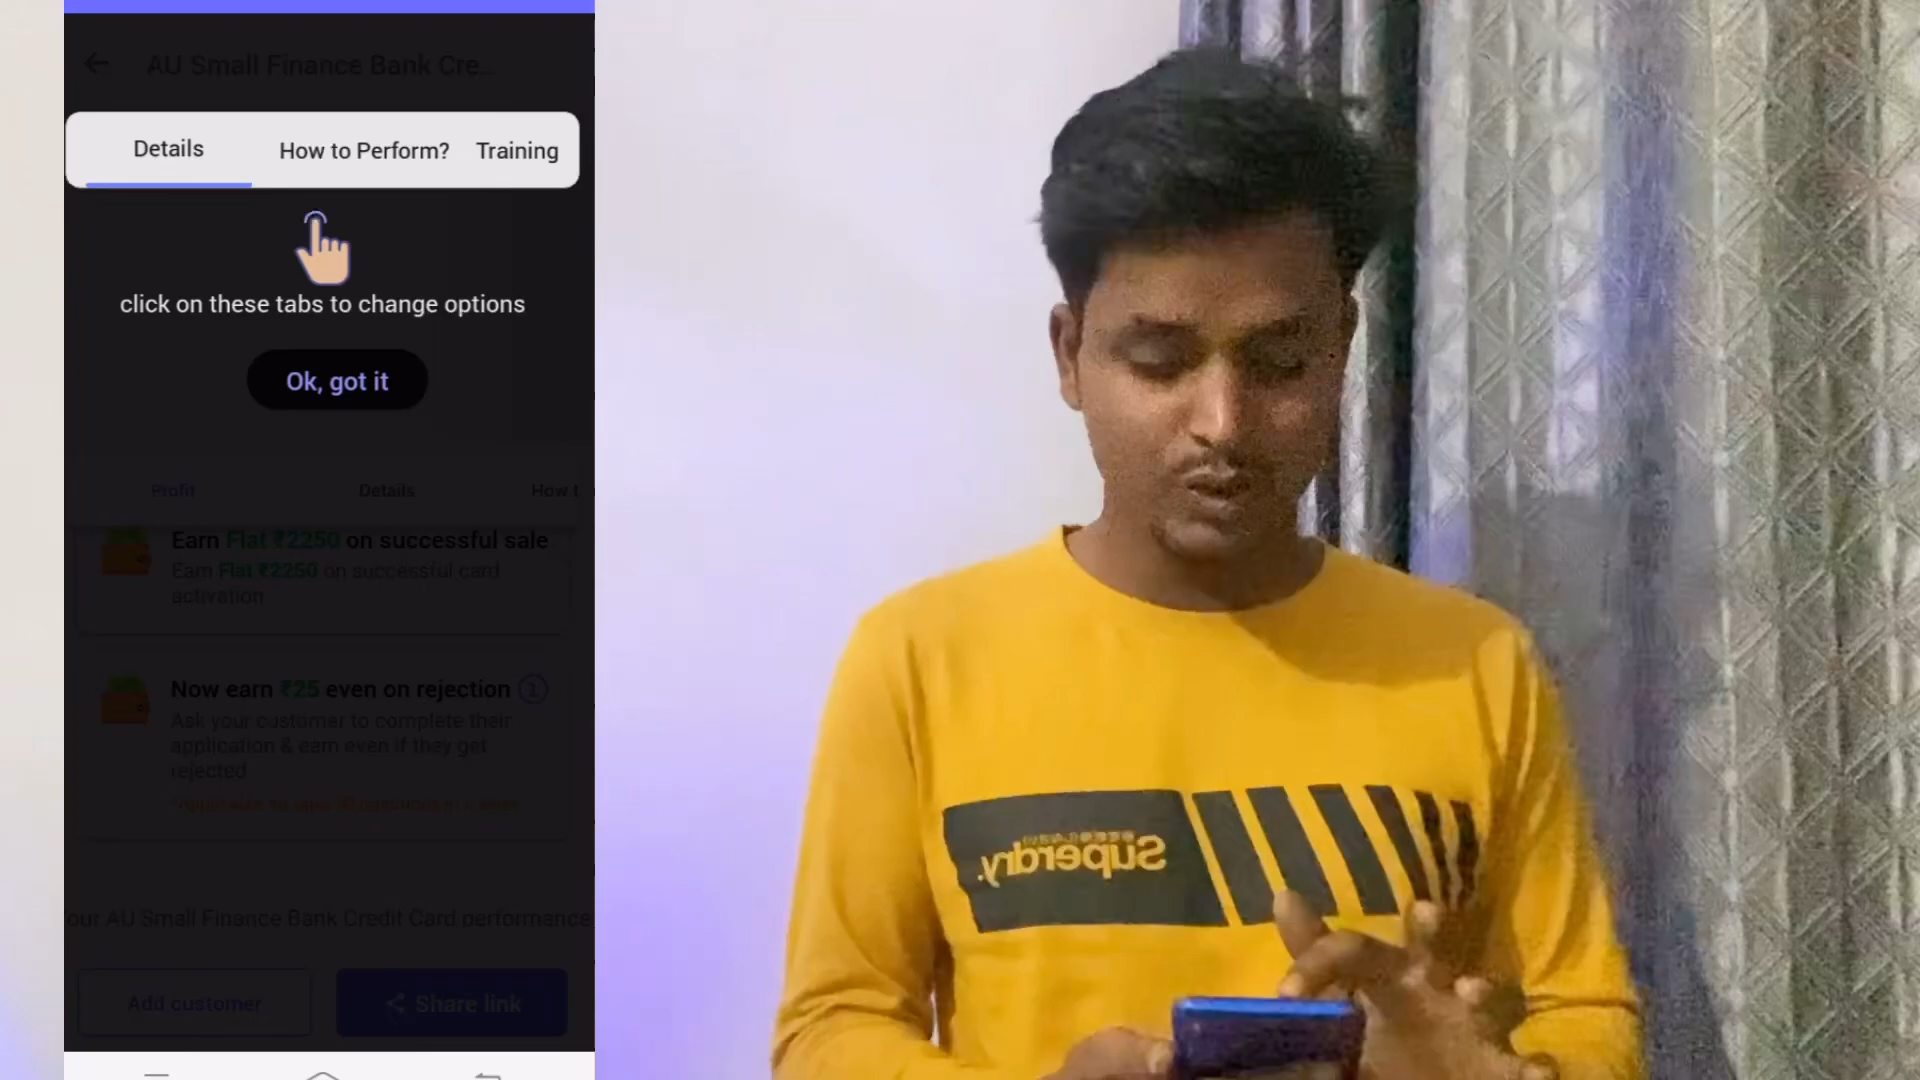 AU Small Finance Bank Cre...
Details How to Perform? Training
click on these tabs to change options
Ok, got it
Profit Details How t
Earn Flat ₹2250 on successful sale
Earn Flat ₹2250 on successful card
activation
Now earn ₹25 even on rejection
Ask your customer to complete their
application & earn even if they get
rejected
our AU Small Finance Bank Credit Card performance
Add customer Share link
Superdry.